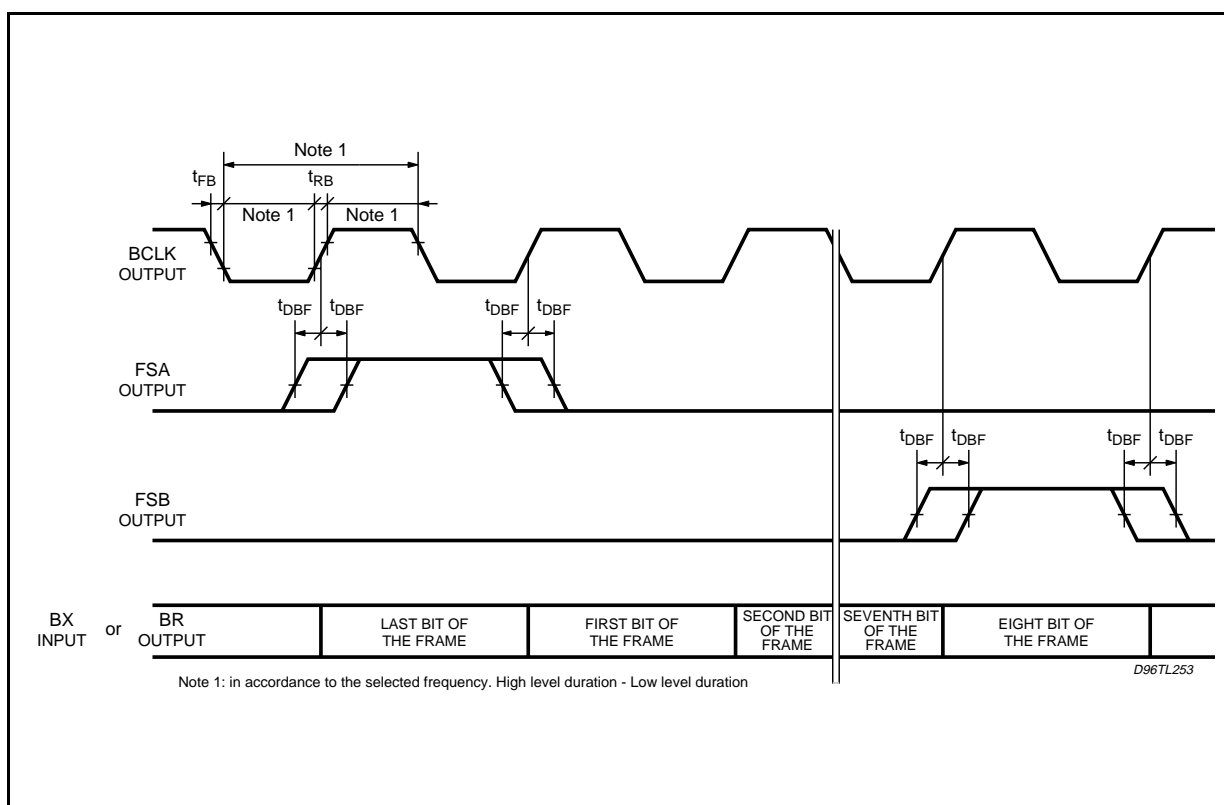 Note 1
tFB
tRB
Note 1
Note 1
BCLK
OUTPUT
tDBF
tDBF
tDBF
tDBF
FSA
OUTPUT
tDBF
tDBF
tDBF
tDBF
FSB
OUTPUT
BX
INPUT
or
BR
OUTPUT
LAST BIT OF
THE FRAME
FIRST BIT OF
THE FRAME
SECOND BIT
OF THE
FRAME
SEVENTH BIT
OF THE
FRAME
EIGHT BIT OF
THE FRAME
D96TL253
Note 1: in accordance to the selected frequency. High level duration - Low level duration